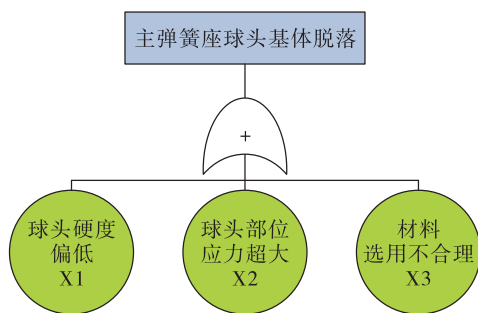 主弹簧座球头基体脱落
+
球头硬度
偏低
X1
球头部位
应力超大
X2
材料
选用不合理
X3